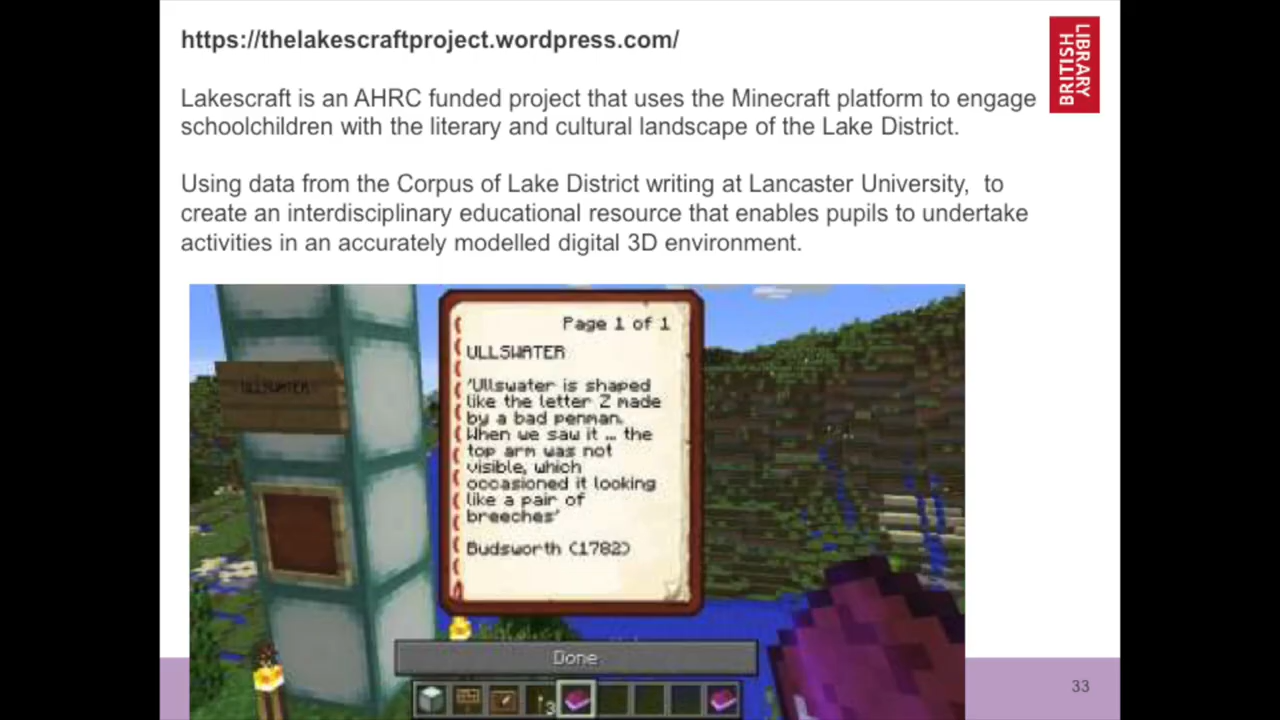 https://thelakescraftproject.wordpress.com/
LIBRARY
BRITISH
Lakescraft is an AHRC funded project that uses the Minecraft platform to engage
schoolchildren with the literary and cultural landscape of the Lake District.
Using data from the Corpus of Lake District writing at Lancaster University,  to
create an interdisciplinary educational resource that enables pupils to undertake
activities in an accurately modelled digital 3D environment.
Page 1 of 1
ULLSWATER
ULLSWATER
'Ullswater is shaped
like the letter Z made
by a bad penman.
When we saw it ... the
top arm was not
visible, which
occasioned it looking
like a pair of
breeches'
Budsworth (1782)
Done
3
33